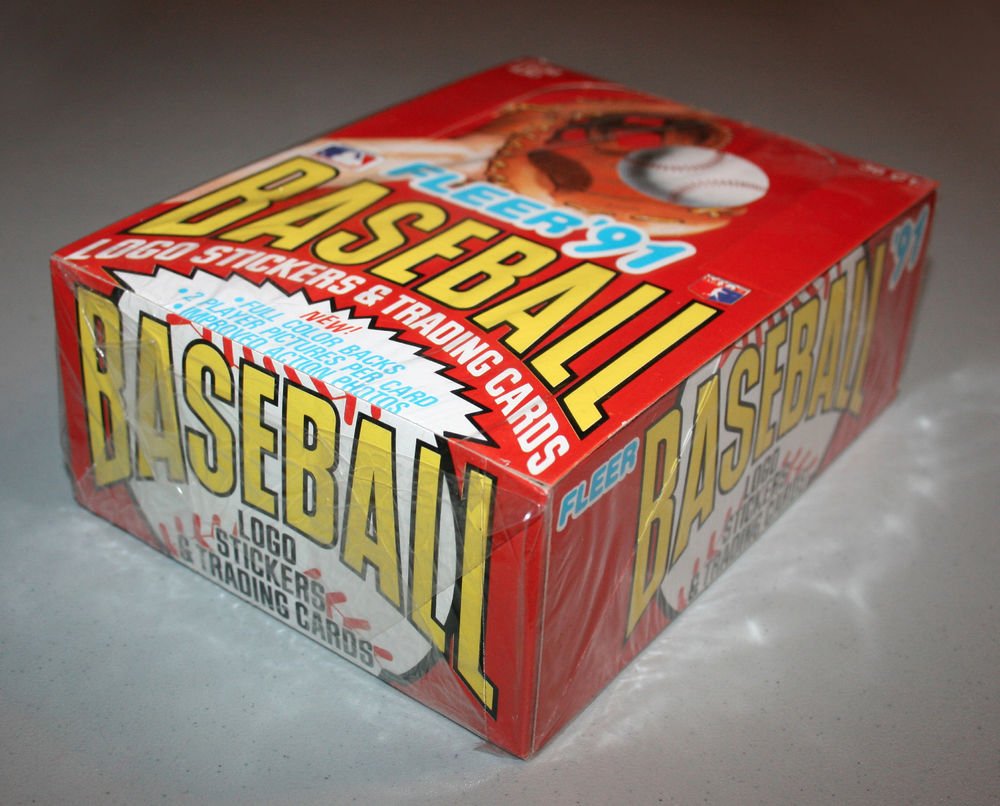 FLEER'91
BASEBALL
LOGO STICKERS & TRADING CARDS
NEW!
• FULL COLOR BACKS
• 2 PLAYER PICTURES PER CARD
• IMPROVED ACTION PHOTOS
BASEBALL
LOGO
STICKERS
& TRADING CARDS
FLEER
'91
BASEBALL
LOGO
STICKERS
& TRADING CARDS